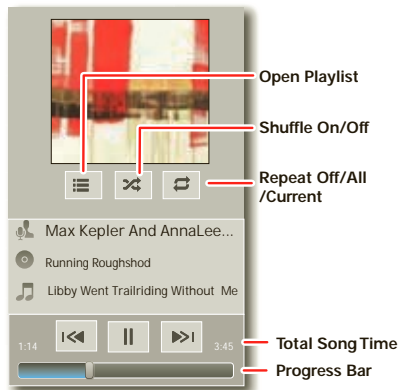 Open Playlist
Shuffle On/Off
Repeat Off/All
/Current
Max Kepler And AnnaLee...
Running Roughshod
Libby Went Trailriding Without Me
1:14
3:45
Total Song Time
Progress Bar